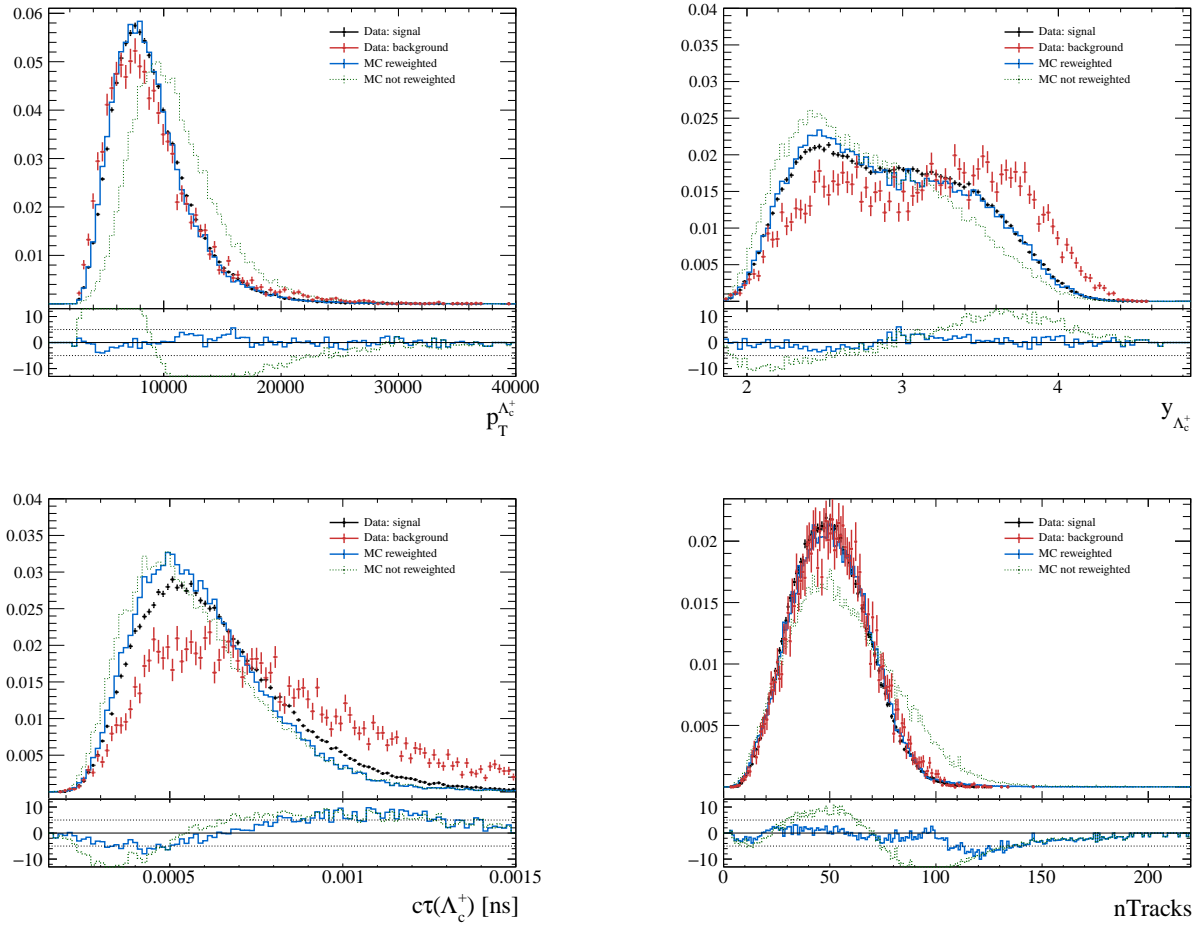 0.06
0.05
0.04
0.03
0.02
0.01
Data: signal
Data: background
MC reweighted
MC not reweighted
10
0
−10
10000 20000 30000 40000
p_T^{Λ_c^+}
0.04
0.035
0.03
0.025
0.02
0.015
0.01
0.005
Data: signal
Data: background
MC reweighted
MC not reweighted
10
0
−10
2 3 4
y_{Λ_c^+}
0.04
0.035
0.03
0.025
0.02
0.015
0.01
0.005
Data: signal
Data: background
MC reweighted
MC not reweighted
10
0
−10
0.0005 0.001 0.0015
cτ(Λ_c^+) [ns]
0.02
0.015
0.01
0.005
Data: signal
Data: background
MC reweighted
MC not reweighted
10
0
−10
0 50 100 150 200
nTracks